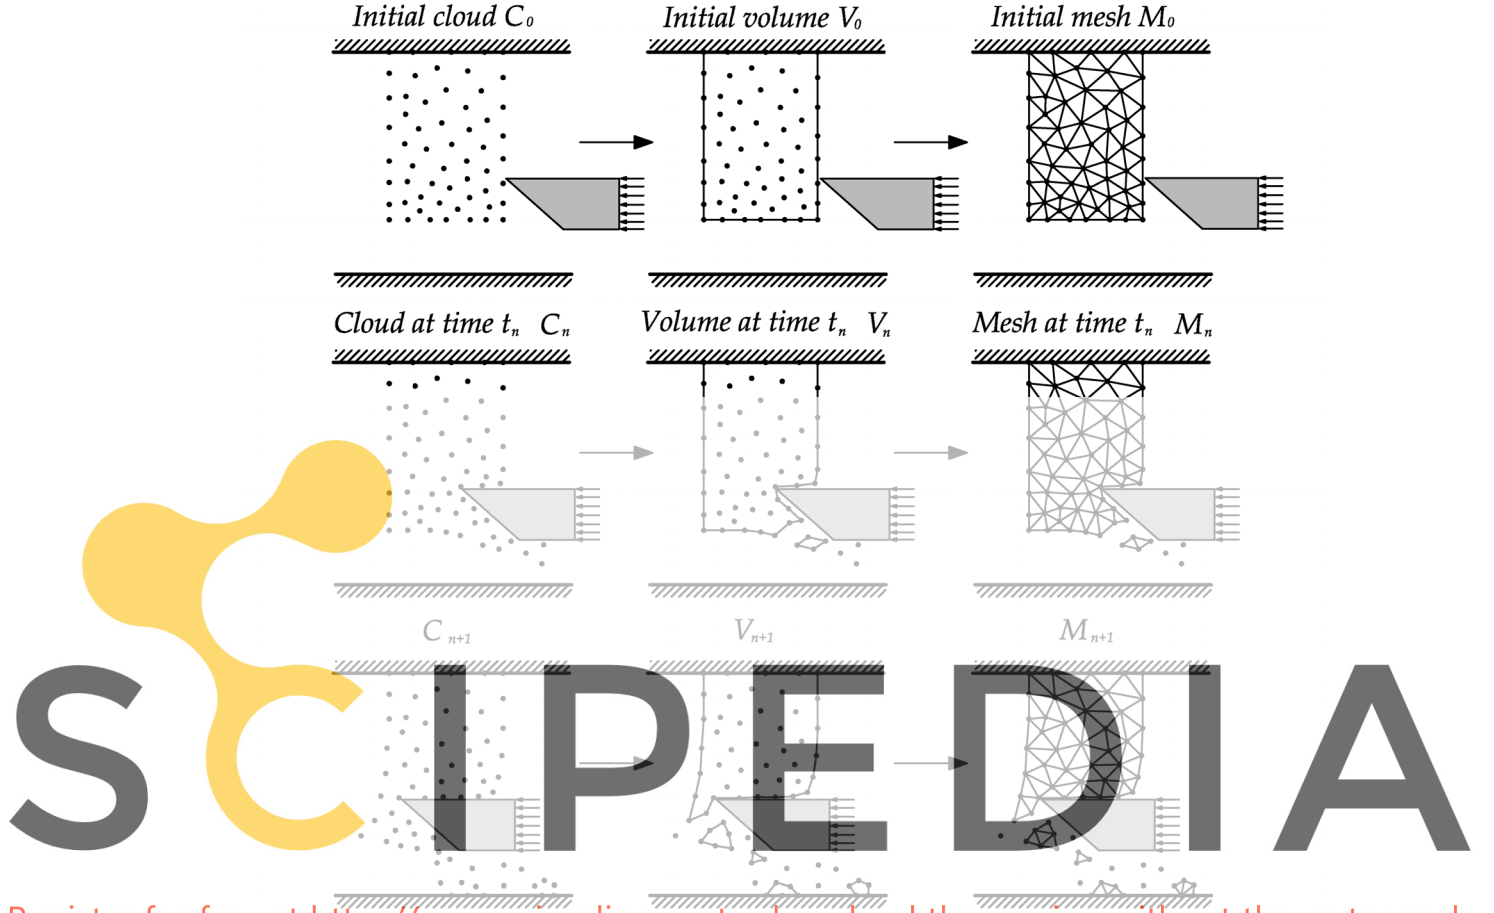 Initial cloud C₀ Initial volume V₀ Initial mesh M₀
Cloud at time tₙ Cₙ Volume at time tₙ Vₙ Mesh at time tₙ Mₙ
C n+1 V n+1 M n+1
SCIPEDIA